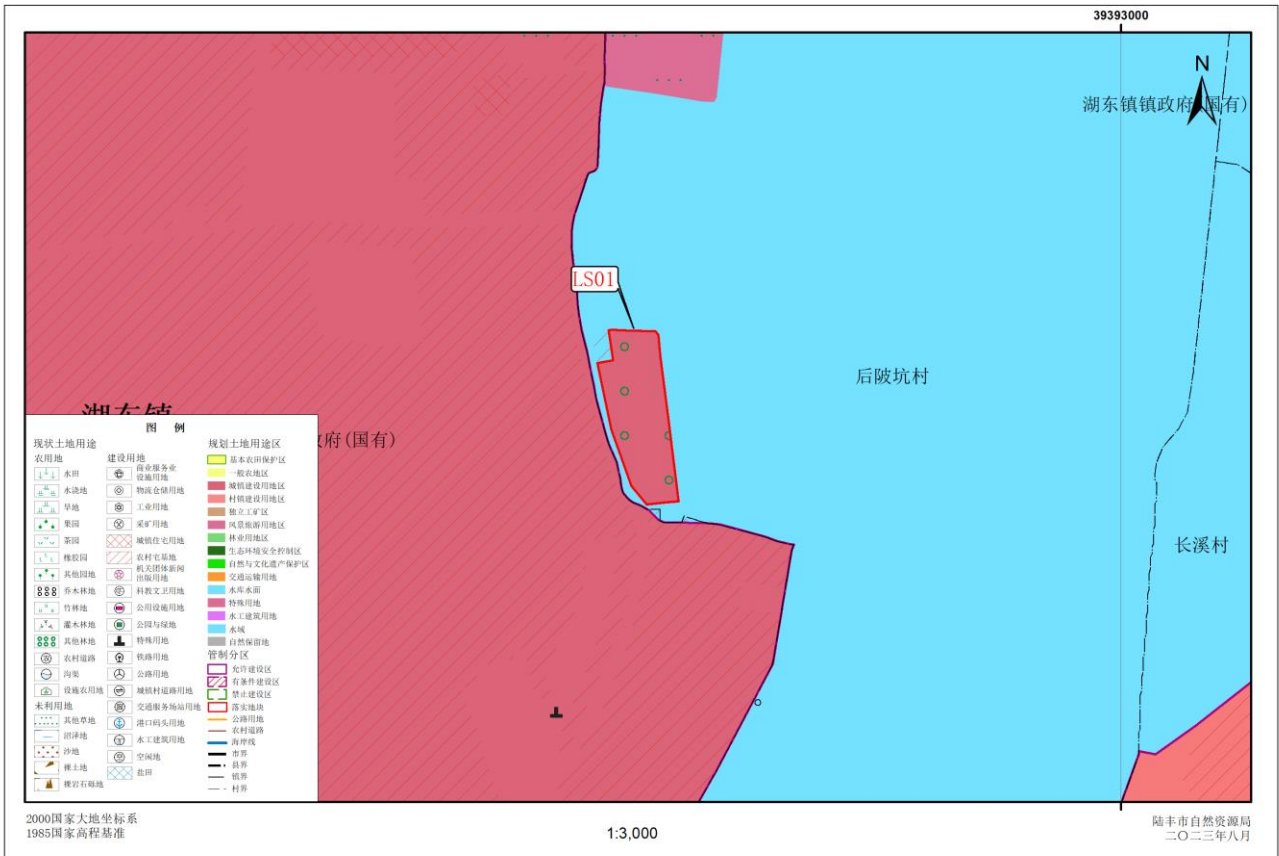 39393000
N
湖东镇镇政府(国有)
LS01
后陂坑村
湖东镇
政府(国有)
长溪村
图 例
现状土地用途
农用地
水田
水浇地
旱地
果园
茶园
橡胶园
其他园地
乔木林地
竹林地
灌木林地
其他林地
农村道路
沟渠
设施农用地
未利用地
其他草地
沼泽地
沙地
裸土地
裸岩石砾地
建设用地
商业服务业
设施用地
物流仓储用地
工业用地
采矿用地
城镇住宅用地
农村宅基地
机关团体新闻
出版用地
科教文卫用地
公用设施用地
公园与绿地
特殊用地
铁路用地
公路用地
城镇村道路用地
交通服务场站用地
港口码头用地
水工建筑用地
空闲地
盐田
规划土地用途区
基本农田保护区
一般农地区
城镇建设用地区
村镇建设用地区
独立工矿区
风景旅游用地区
林业用地区
生态环境安全控制区
自然与文化遗产保护区
交通运输用地
水库水面
特殊用地
水工建筑用地
水域
自然保留地
管制分区
允许建设区
有条件建设区
禁止建设区
落实地块
公路用地
农村道路
海岸线
市界
县界
镇界
村界
2000国家大地坐标系
1985国家高程基准
1:3,000
陆丰市自然资源局
二〇二三年八月